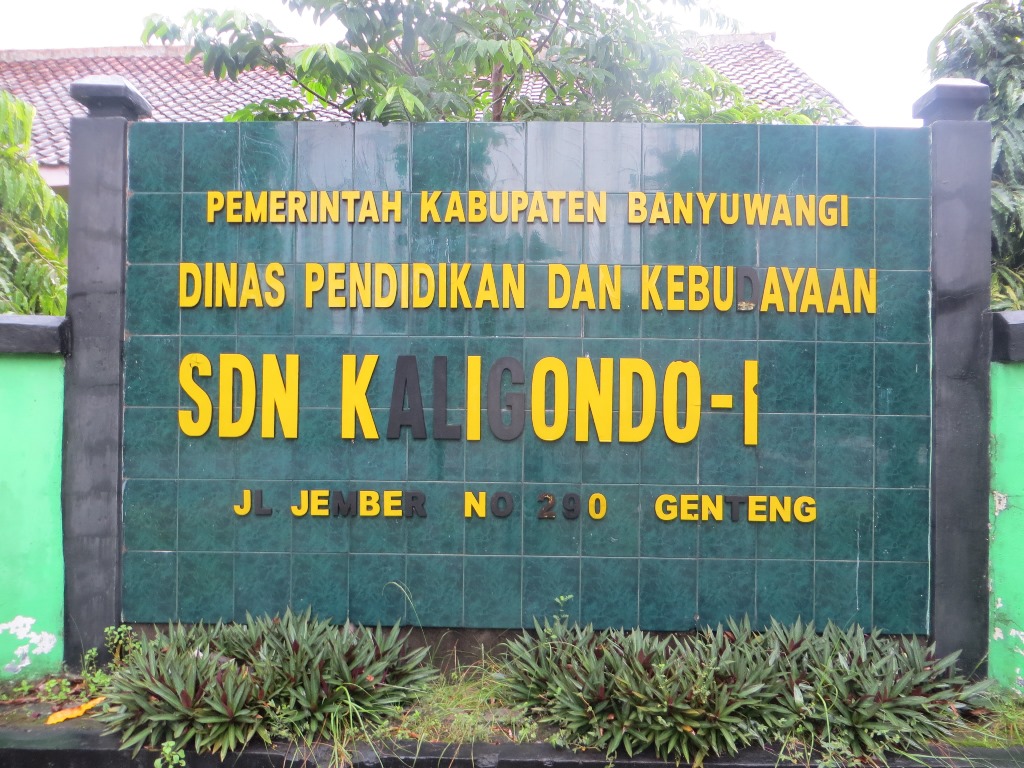 PEMERINTAH KABUPATEN BANYUWANGI
DINAS PENDIDIKAN DAN KEBUDAYAAN
SDN KALIGONDO-I
JL JEMBER NO 290 GENTENG